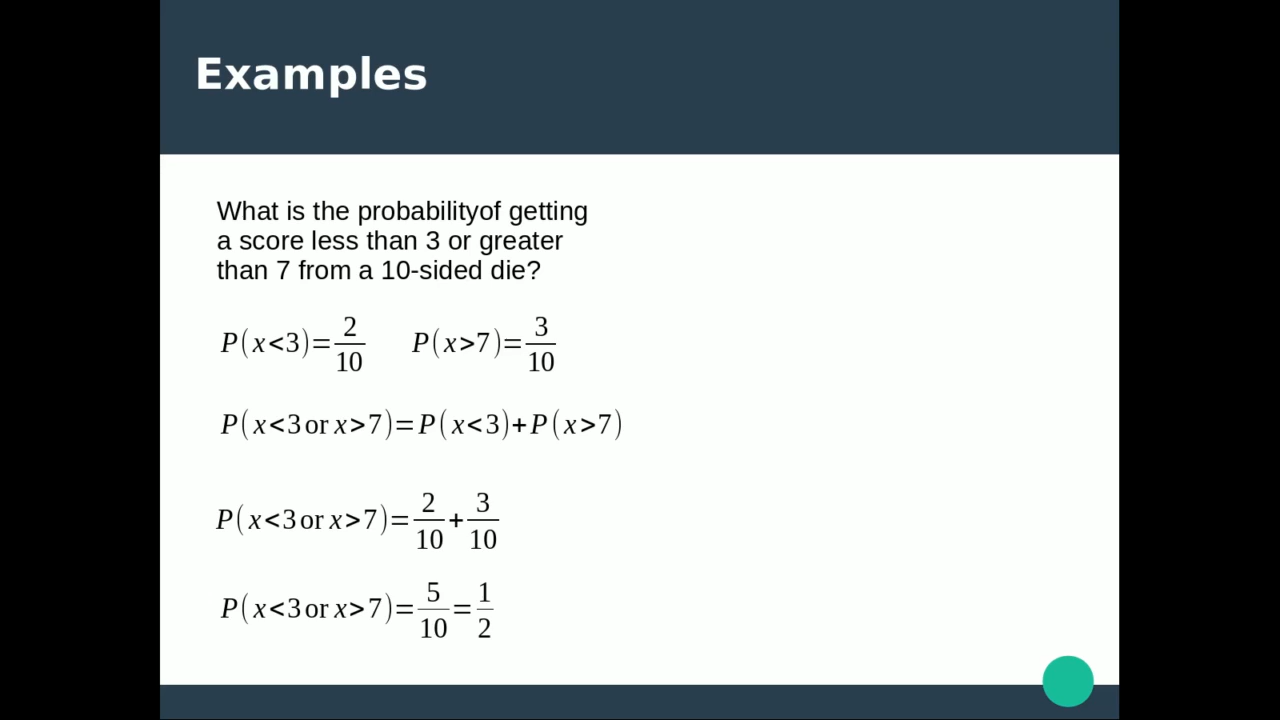 Examples
What is the probabilityof getting
a score less than 3 or greater
than 7 from a 10-sided die?
P(x<3)=2/10 P(x>7)=3/10
P(x<3 or x>7)=P(x<3)+P(x>7)
P(x<3 or x>7)=2/10+3/10
P(x<3 or x>7)=5/10=1/2